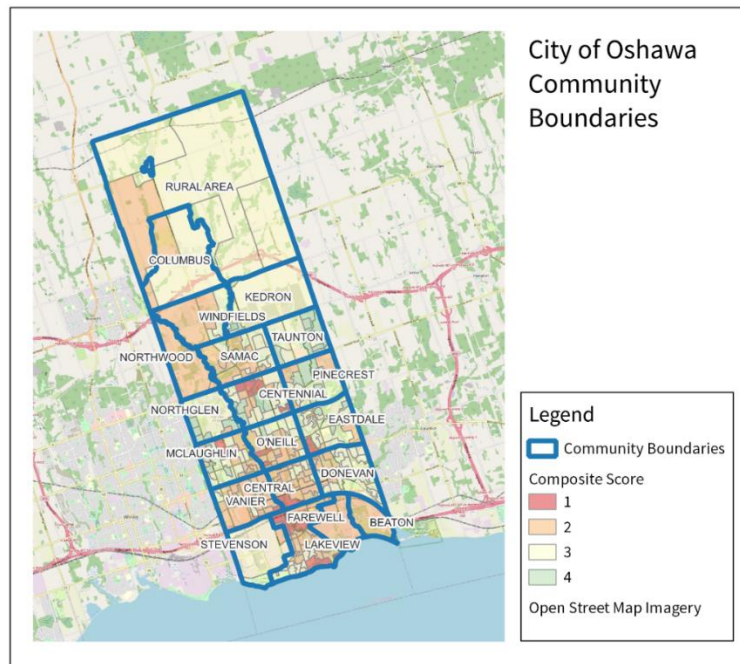 City of Oshawa
Community
Boundaries
RURAL AREA
COLUMBUS
KEDRON
WINDFIELDS
TAUNTON
NORTHWOOD
SAMAC
PINECREST
CENTENNIAL
NORTHGLEN
EASTDALE
O'NEILL
MCLAUGHLIN
DONEVAN
CENTRAL
VANIER
FAREWELL
BEATON
STEVENSON
LAKEVIEW
Legend
Community Boundaries
Composite Score
1
2
3
4
Open Street Map Imagery